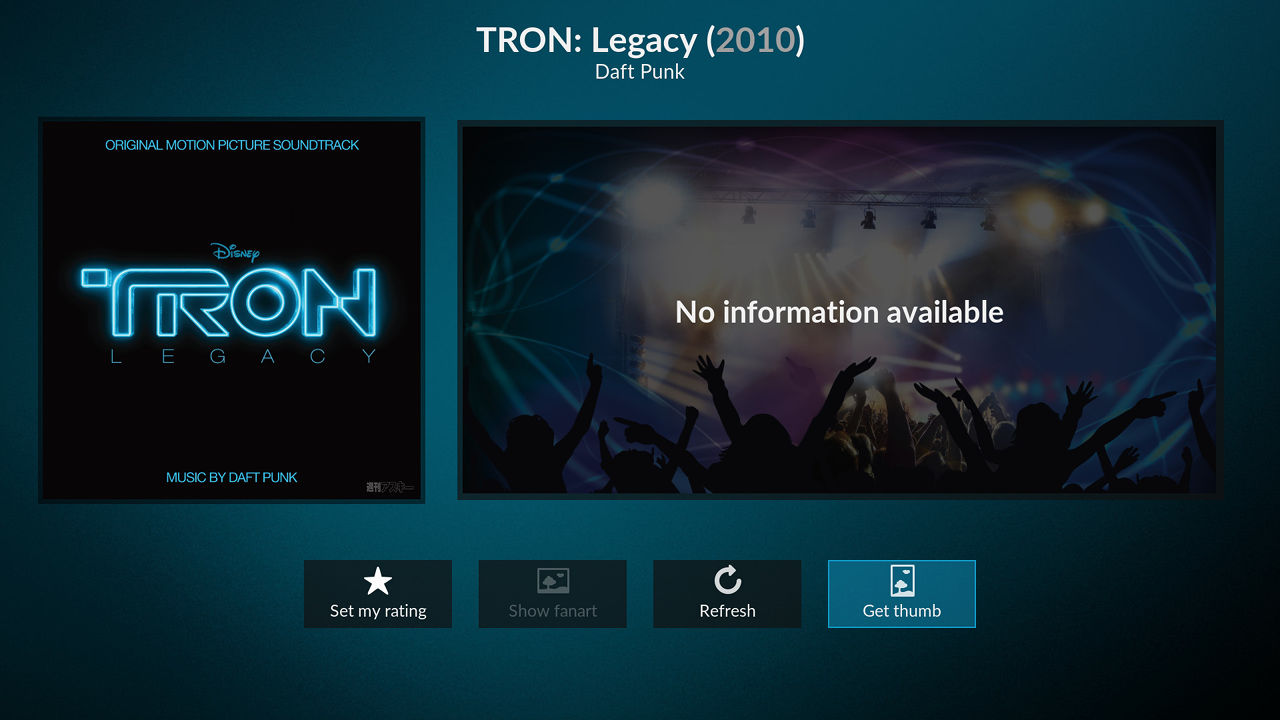 TRON: Legacy (2010)
Daft Punk
ORIGINAL MOTION PICTURE SOUNDTRACK
Disney
TRON
LEGACY
MUSIC BY DAFT PUNK
週刊アスキー
No information available
Set my rating
Show fanart
Refresh
Get thumb